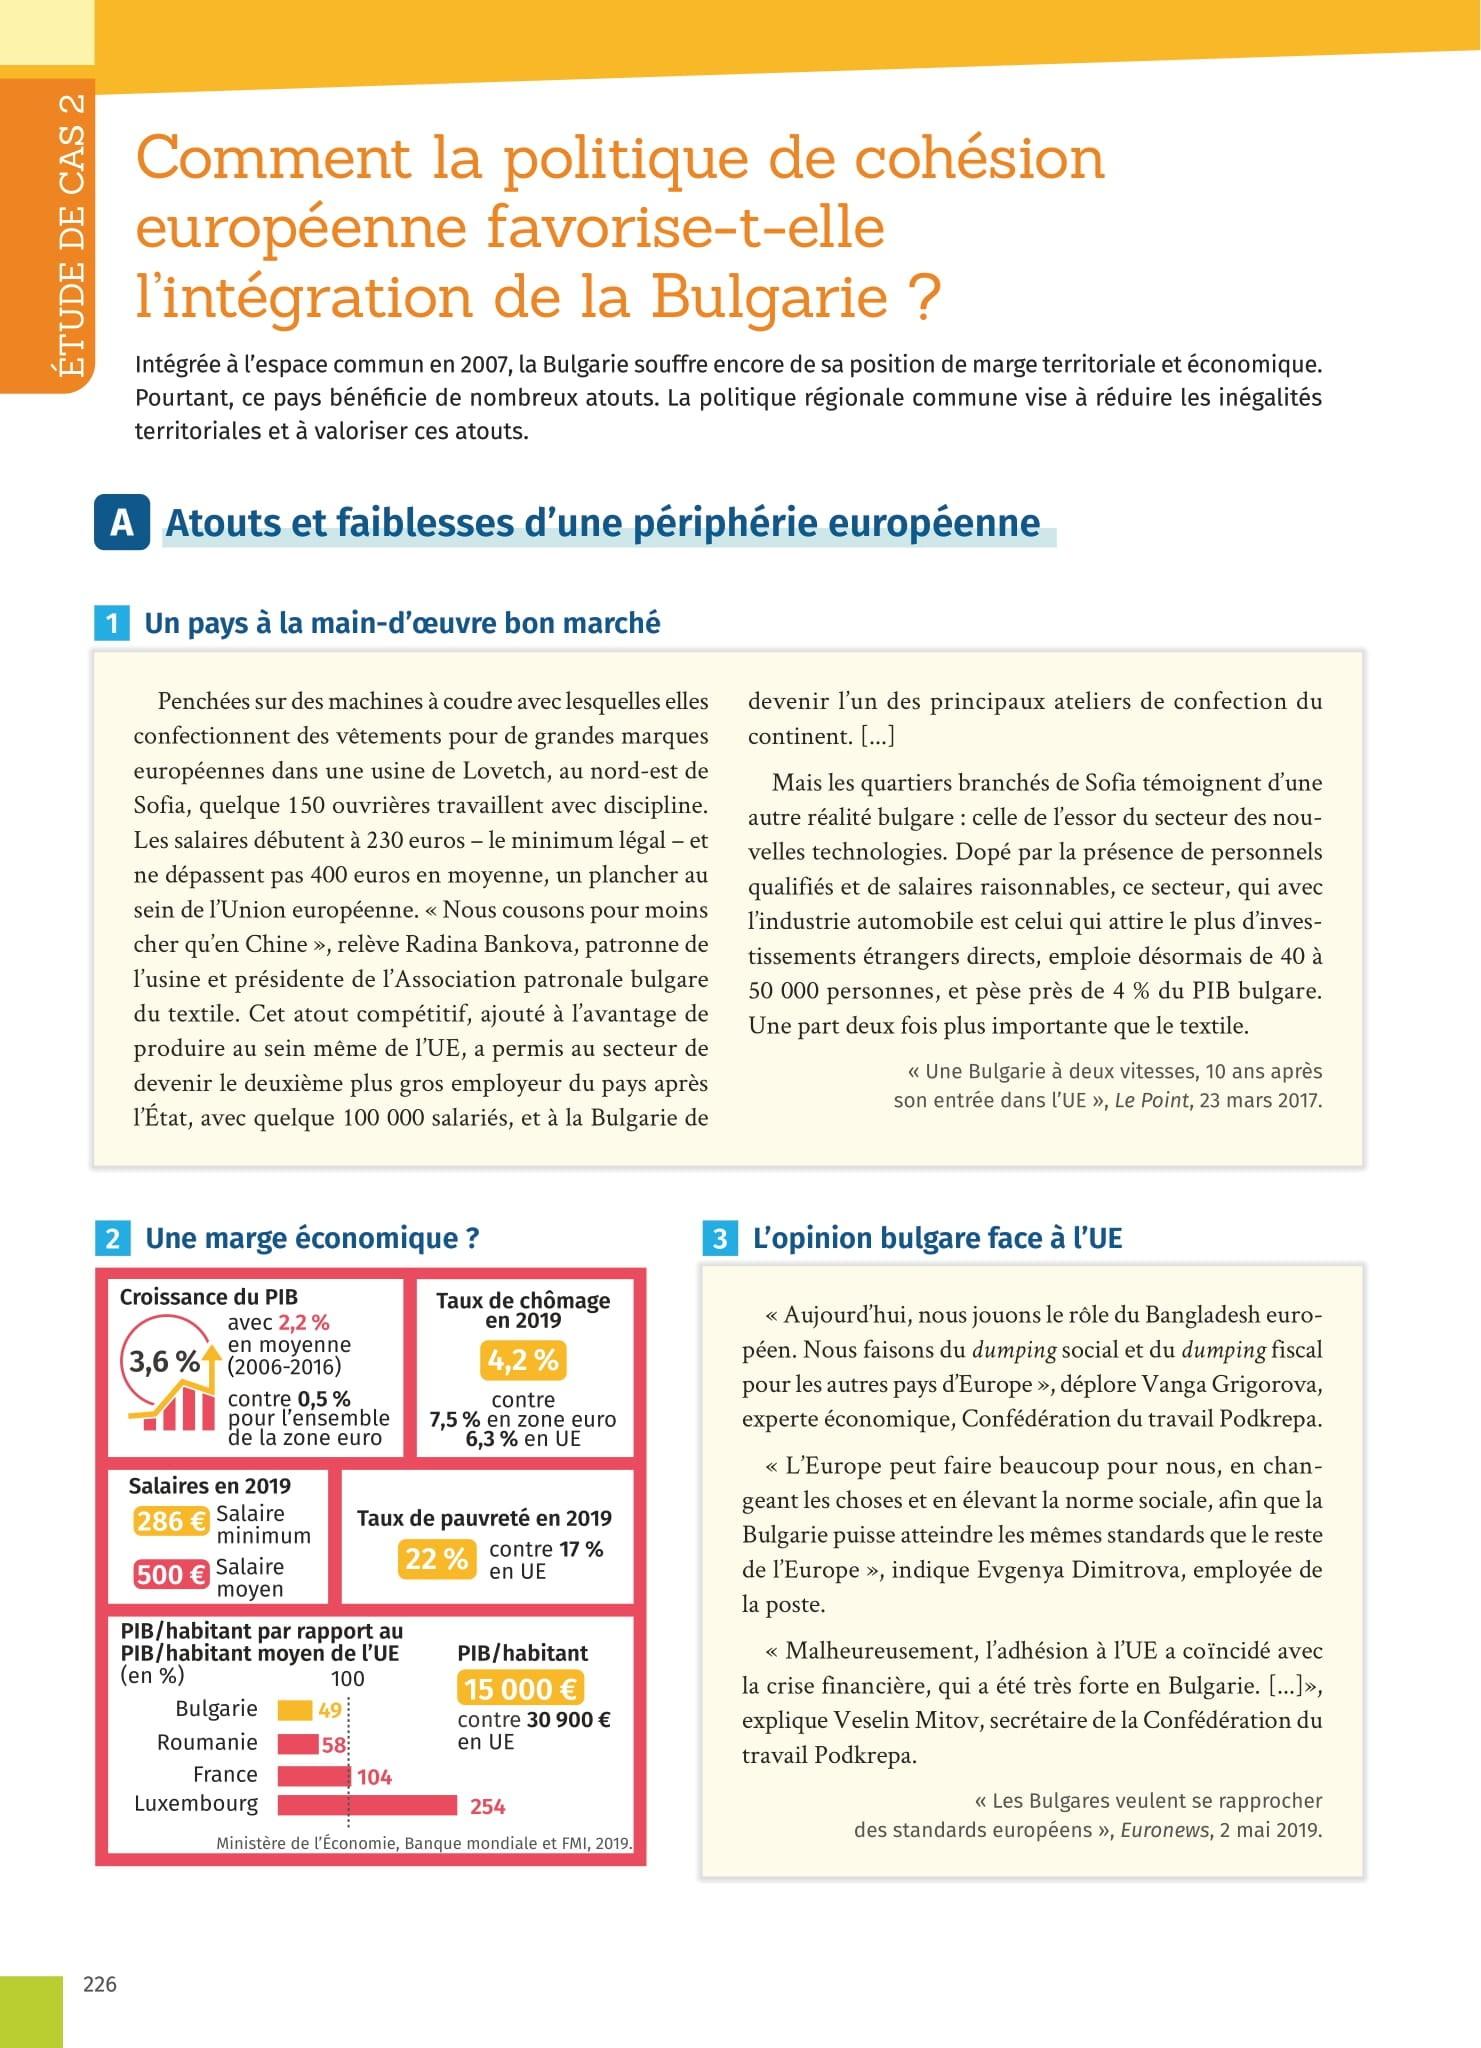 ÉTUDE DE CAS 2
Comment la politique de cohésion
européenne favorise-t-elle
l’intégration de la Bulgarie ?
Intégrée à l’espace commun en 2007, la Bulgarie souffre encore de sa position de marge territoriale et économique.
Pourtant, ce pays bénéficie de nombreux atouts. La politique régionale commune vise à réduire les inégalités
territoriales et à valoriser ces atouts.
A Atouts et faiblesses d’une périphérie européenne
1 Un pays à la main-d’œuvre bon marché
Penchées sur des machines à coudre avec lesquelles elles
confectionnent des vêtements pour de grandes marques
européennes dans une usine de Lovetch, au nord-est de
Sofia, quelque 150 ouvrières travaillent avec discipline.
Les salaires débutent à 230 euros – le minimum légal – et
ne dépassent pas 400 euros en moyenne, un plancher au
sein de l’Union européenne. « Nous cousons pour moins
cher qu’en Chine », relève Radina Bankova, patronne de
l’usine et présidente de l’Association patronale bulgare
du textile. Cet atout compétitif, ajouté à l’avantage de
produire au sein même de l’UE, a permis au secteur de
devenir le deuxième plus gros employeur du pays après
l’État, avec quelque 100 000 salariés, et à la Bulgarie de
devenir l’un des principaux ateliers de confection du
continent. [...]
Mais les quartiers branchés de Sofia témoignent d’une
autre réalité bulgare : celle de l’essor du secteur des nou-
velles technologies. Dopé par la présence de personnels
qualifiés et de salaires raisonnables, ce secteur, qui avec
l’industrie automobile est celui qui attire le plus d’inves-
tissements étrangers directs, emploie désormais de 40 à
50 000 personnes, et pèse près de 4 % du PIB bulgare.
Une part deux fois plus importante que le textile.
« Une Bulgarie à deux vitesses, 10 ans après
son entrée dans l’UE », Le Point, 23 mars 2017.
2 Une marge économique ?
Croissance du PIB
3,6 %
avec 2,2 %
en moyenne
(2006-2016)
contre 0,5 %
pour l’ensemble
de la zone euro
Taux de chômage
en 2019
4,2 %
contre
7,5 % en zone euro
6,3 % en UE
Salaires en 2019
286 € Salaire
minimum
500 € Salaire
moyen
Taux de pauvreté en 2019
22 % contre 17 %
en UE
PIB/habitant par rapport au
PIB/habitant moyen de l’UE
(en %)
100
Bulgarie 49
Roumanie 58
France 104
Luxembourg 254
PIB/habitant
15 000 €
contre 30 900 €
en UE
Ministère de l’Économie, Banque mondiale et FMI, 2019.
3 L’opinion bulgare face à l’UE
« Aujourd’hui, nous jouons le rôle du Bangladesh euro-
péen. Nous faisons du dumping social et du dumping fiscal
pour les autres pays d’Europe », déplore Vanga Grigorova,
experte économique, Confédération du travail Podkrepa.
« L’Europe peut faire beaucoup pour nous, en chan-
geant les choses et en élevant la norme sociale, afin que la
Bulgarie puisse atteindre les mêmes standards que le reste
de l’Europe », indique Evgenya Dimitrova, employée de
la poste.
« Malheureusement, l’adhésion à l’UE a coïncidé avec
la crise financière, qui a été très forte en Bulgarie. [...]»,
explique Veselin Mitov, secrétaire de la Confédération du
travail Podkrepa.
« Les Bulgares veulent se rapprocher
des standards européens », Euronews, 2 mai 2019.
226